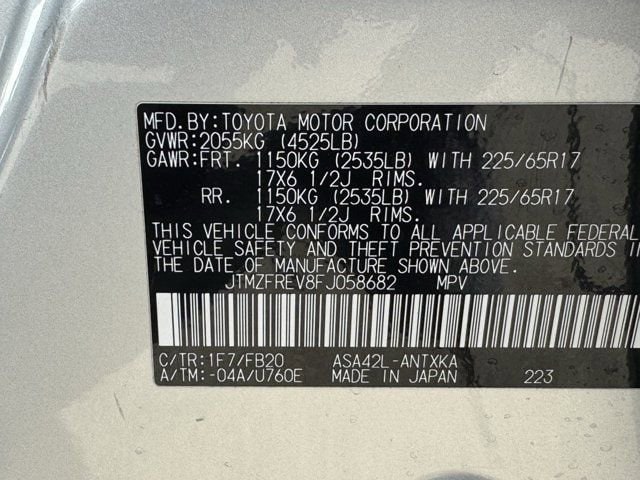 MFD.BY:TOYOTA MOTOR CORPORATION
GVWR:2055KG (4525LB)
GAWR:FRT. 1150KG (2535LB) WITH 225/65R17
17X6 1/2J RIMS.
RR. 1150KG (2535LB) WITH 225/65R17
17X6 1/2J RIMS.
THIS VEHICLE CONFORMS TO ALL APPLICABLE FEDERAL
VEHICLE SAFETY AND THEFT PREVENTION STANDARDS IN
THE DATE OF MANUFACTURE SHOWN ABOVE.
JTMZFREV8FJ058682 MPV
C/TR:1F7/FB20 ASA42L-ANTXKA
A/TM:-04A/U760E MADE IN JAPAN 223